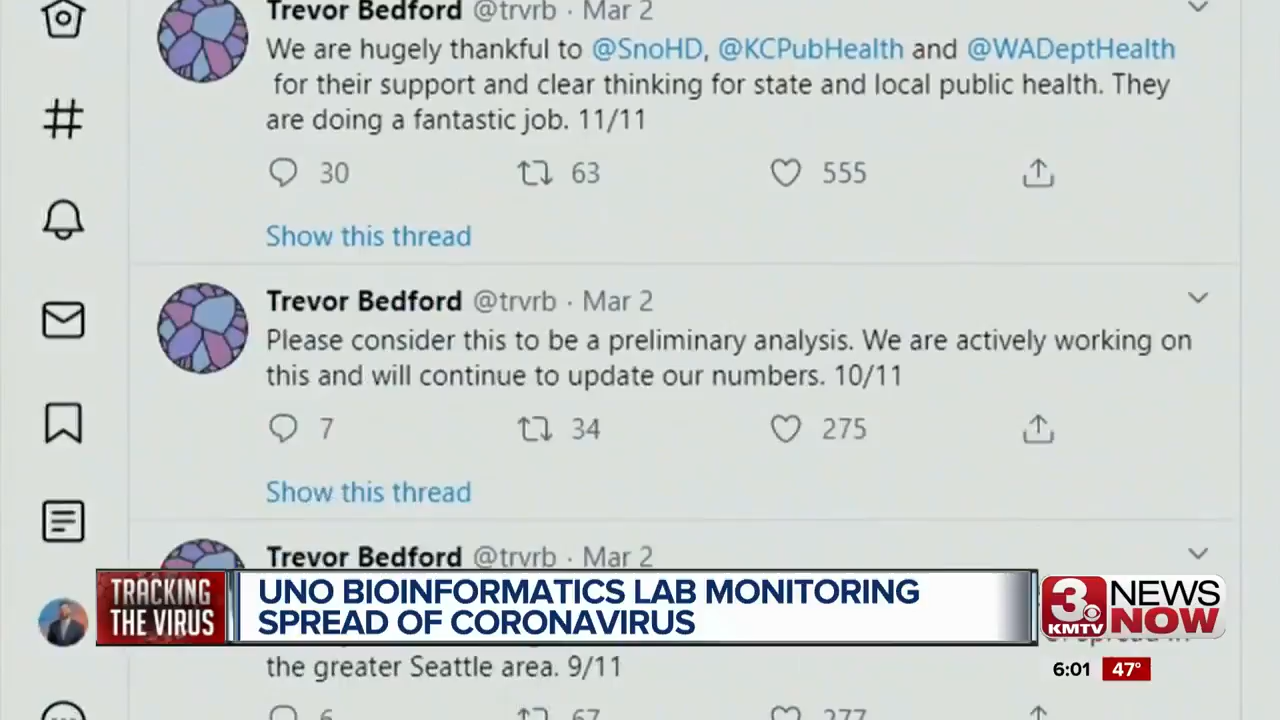 Trevor Bedford @trvrb · Mar 2
We are hugely thankful to @SnoHD, @KCPubHealth and @WADeptHealth
for their support and clear thinking for state and local public health. They
are doing a fantastic job. 11/11
30 63 555
Show this thread
Trevor Bedford @trvrb · Mar 2
Please consider this to be a preliminary analysis. We are actively working on
this and will continue to update our numbers. 10/11
7 34 275
Show this thread
Trevor Bedford @trvrb · Mar 2
TRACKING
THE VIRUS
UNO BIOINFORMATICS LAB MONITORING
SPREAD OF CORONAVIRUS
3 KMTV
NEWS
NOW
the greater Seattle area. 9/11
6:01 47°
6 67 277